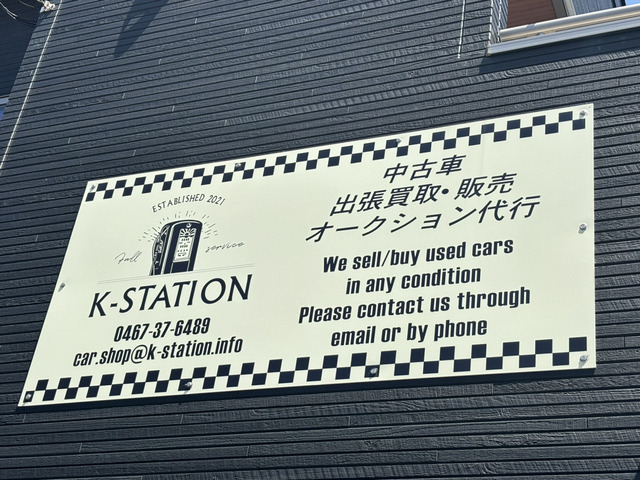 ESTABLISHED 2021
Full service
K-STATION
0467-37-6489
car.shop@k-station.info
中古車
出張買取・販売
オークション代行
We sell/buy used cars
in any condition
Please contact us through
email or by phone